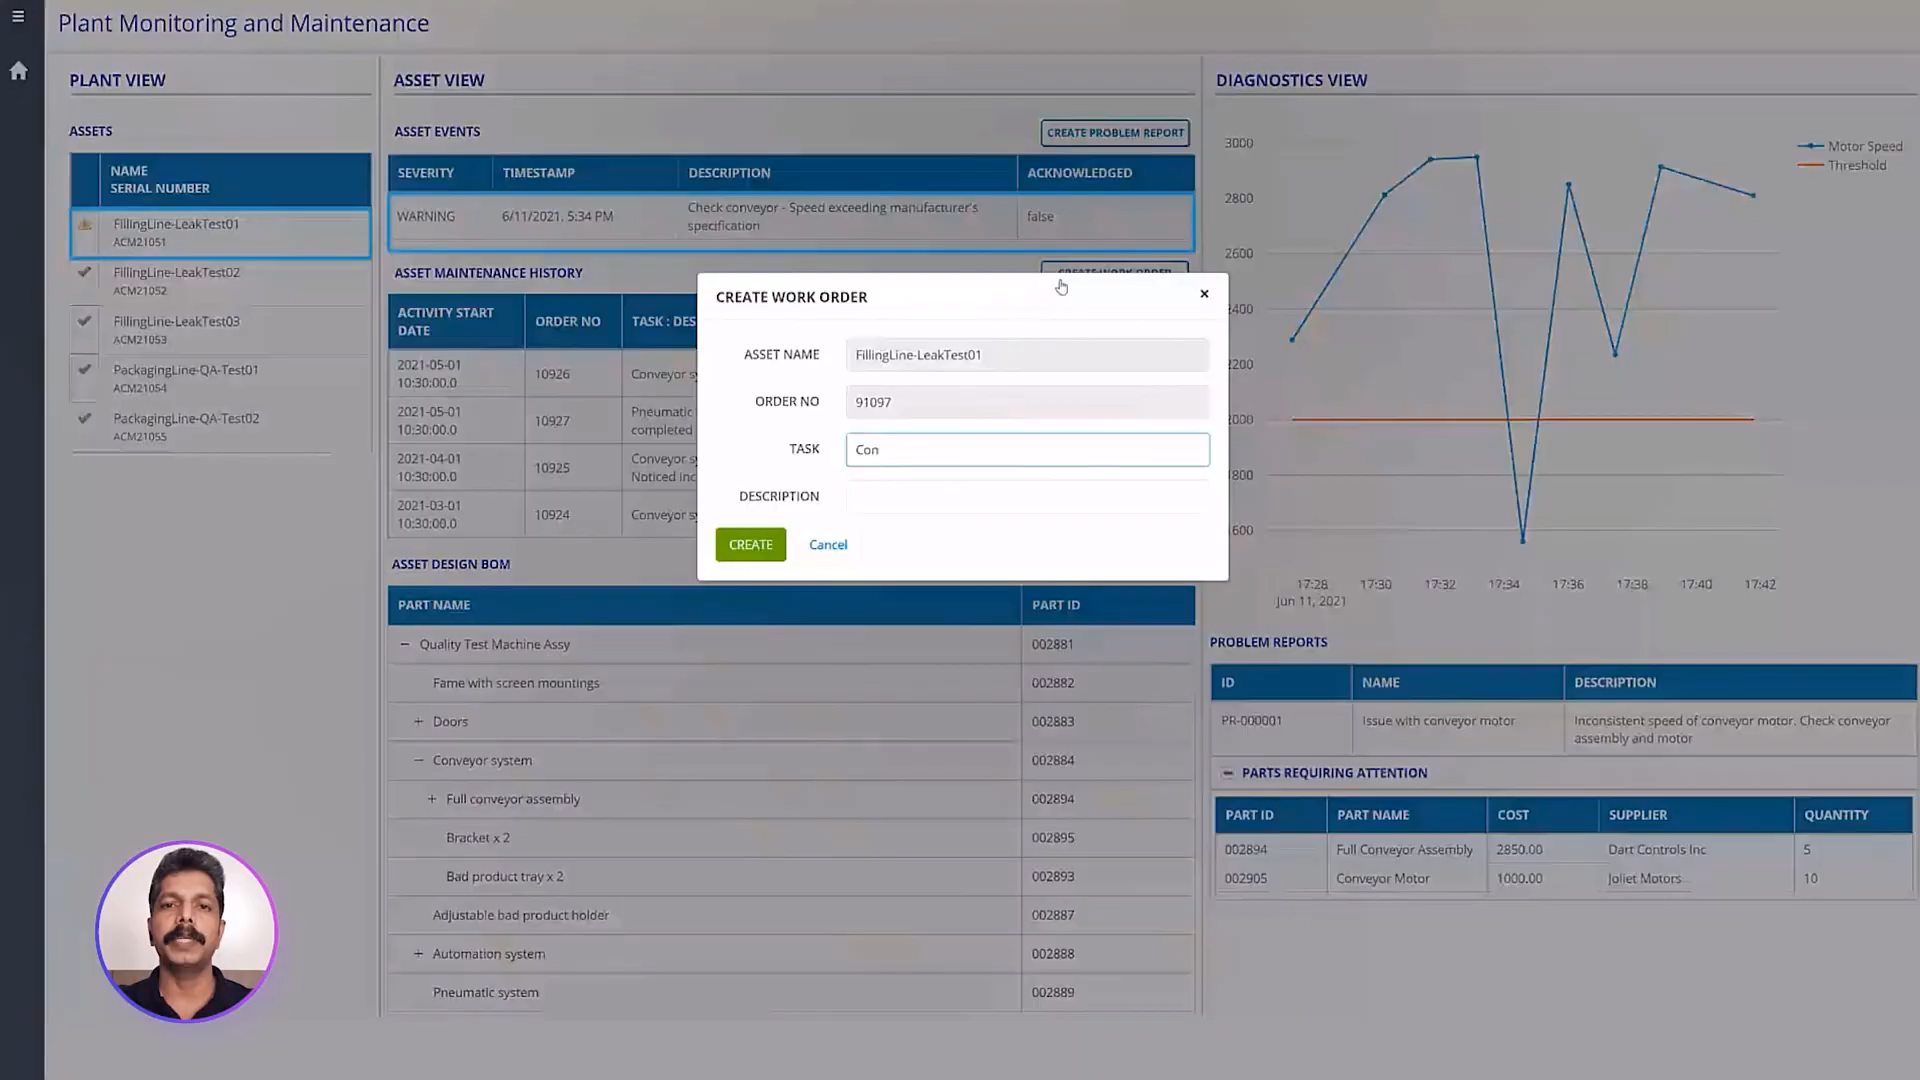 Plant Monitoring and Maintenance
PLANT VIEW
ASSETS
NAME
SERIAL NUMBER
FillingLine-LeakTest01
ACM21051
FillingLine-LeakTest02
ACM21052
FillingLine-LeakTest03
ACM21053
PackagingLine-QA-Test01
ACM21054
PackagingLine-QA-Test02
ACM21055
ASSET VIEW
ASSET EVENTS
CREATE PROBLEM REPORT
SEVERITY TIMESTAMP DESCRIPTION ACKNOWLEDGED
WARNING 6/11/2021, 5:34 PM Check conveyor - Speed exceeding manufacturer's
specification false
ASSET MAINTENANCE HISTORY
CREATE WORK ORDER
ACTIVITY START
DATE ORDER NO TASK : DES
2021-05-01
10:30:00.0 10926 Conveyor s
2021-05-01
10:30:00.0 10927 Pneumatic
completed
2021-04-01
10:30:00.0 10925 Conveyor s
Noticed inc
2021-03-01
10:30:00.0 10924 Conveyor s
CREATE WORK ORDER ×
ASSET NAME FillingLine-LeakTest01
ORDER NO 91097
TASK Con
DESCRIPTION
CREATE Cancel
ASSET DESIGN BOM
PART NAME PART ID
− Quality Test Machine Assy 002881
Fame with screen mountings 002882
+ Doors 002883
− Conveyor system 002884
+ Full conveyor assembly 002894
Bracket x 2 002895
Bad product tray x 2 002893
Adjustable bad product holder 002887
+ Automation system 002888
Pneumatic system 002889
DIAGNOSTICS VIEW
3000
2800
2600
2400
2200
2000
1800
1600
17:28 17:30 17:32 17:34 17:36 17:38 17:40 17:42
Jun 11, 2021
Motor Speed
Threshold
PROBLEM REPORTS
ID NAME DESCRIPTION
PR-000001 Issue with conveyor motor Inconsistent speed of conveyor motor. Check conveyor
assembly and motor
PARTS REQUIRING ATTENTION
PART ID PART NAME COST SUPPLIER QUANTITY
002894 Full Conveyor Assembly 2850.00 Dart Controls Inc 5
002905 Conveyor Motor 1000.00 Joliet Motors 10